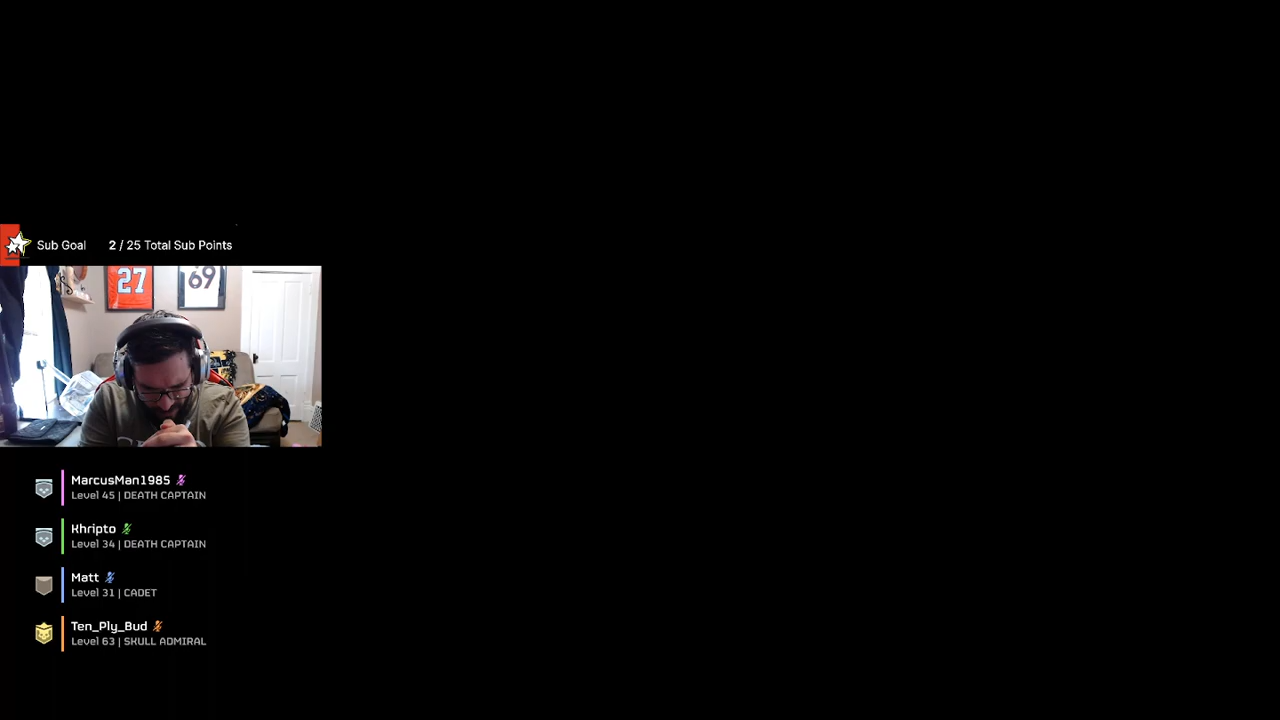 Sub Goal 2 / 25 Total Sub Points
27
69
MarcusMan1985
Level 45 | DEATH CAPTAIN
Khripto
Level 34 | DEATH CAPTAIN
Matt
Level 31 | CADET
Ten_Ply_Bud
Level 63 | SKULL ADMIRAL